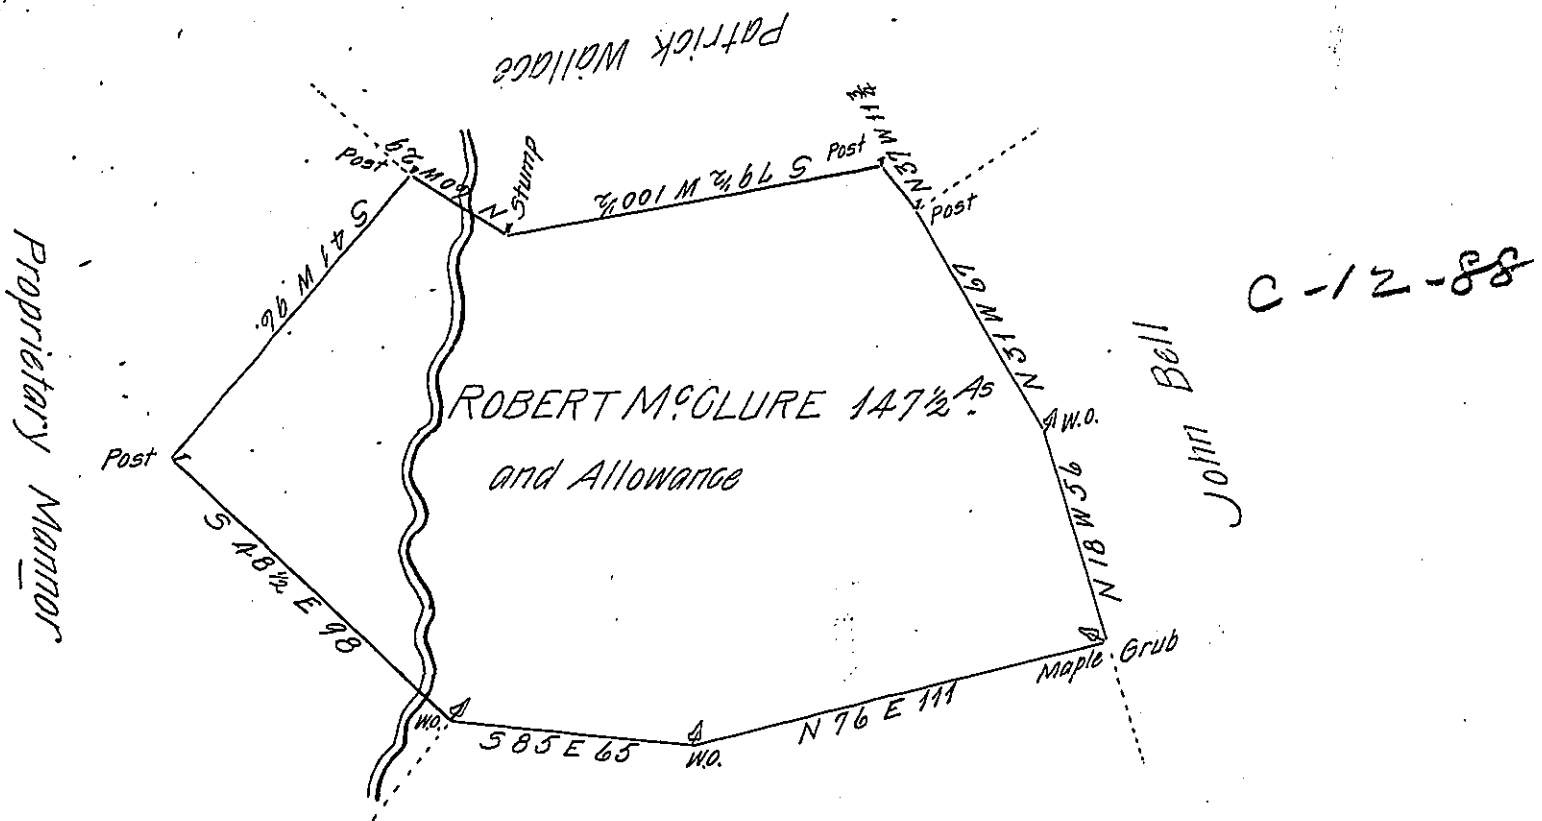 Patrick Wallace
N 60 W 29
Post
Stump
S 79½ W 100½
Post
N 37 W 11¾
Post
S 41 W 96.
N 31 W 67
C-12-88
John Bell
Proprietary Mannor
ROBERT McCLURE 147½ As
and Allowance
W.O.
Post
N 18 W 56
S 48½ E 98
Maple Grub
W.O.
S 85 E 65
W.O.
N 76 E 111